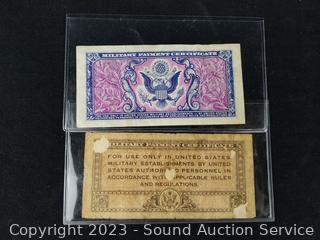 MILITARY PAYMENT CERTIFICATE
MILITARY PAYMENT CERTIFICATE
FOR USE ONLY IN UNITED STATES
MILITARY ESTABLISHMENTS BY UNITED
STATES AUTHORIZED PERSONNEL IN
ACCORDANCE WITH APPLICABLE RULES
AND REGULATIONS.
Copyright 2023 - Sound Auction Service